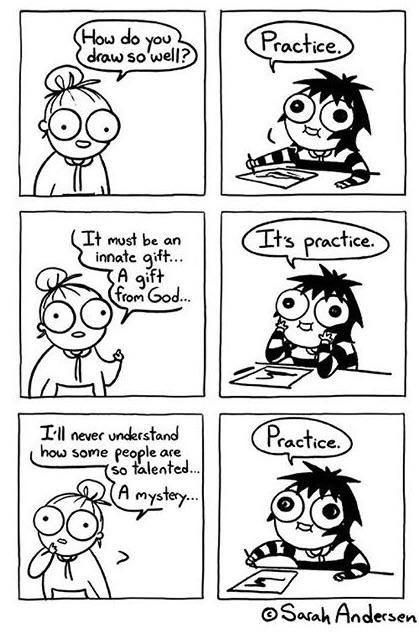 How do you
draw so well?
Practice.
It must be an
innate gift...
A gift
from God...
It's practice.
I'll never understand
how some people are
so talented...
A mystery...
Practice.
© Sarah Andersen